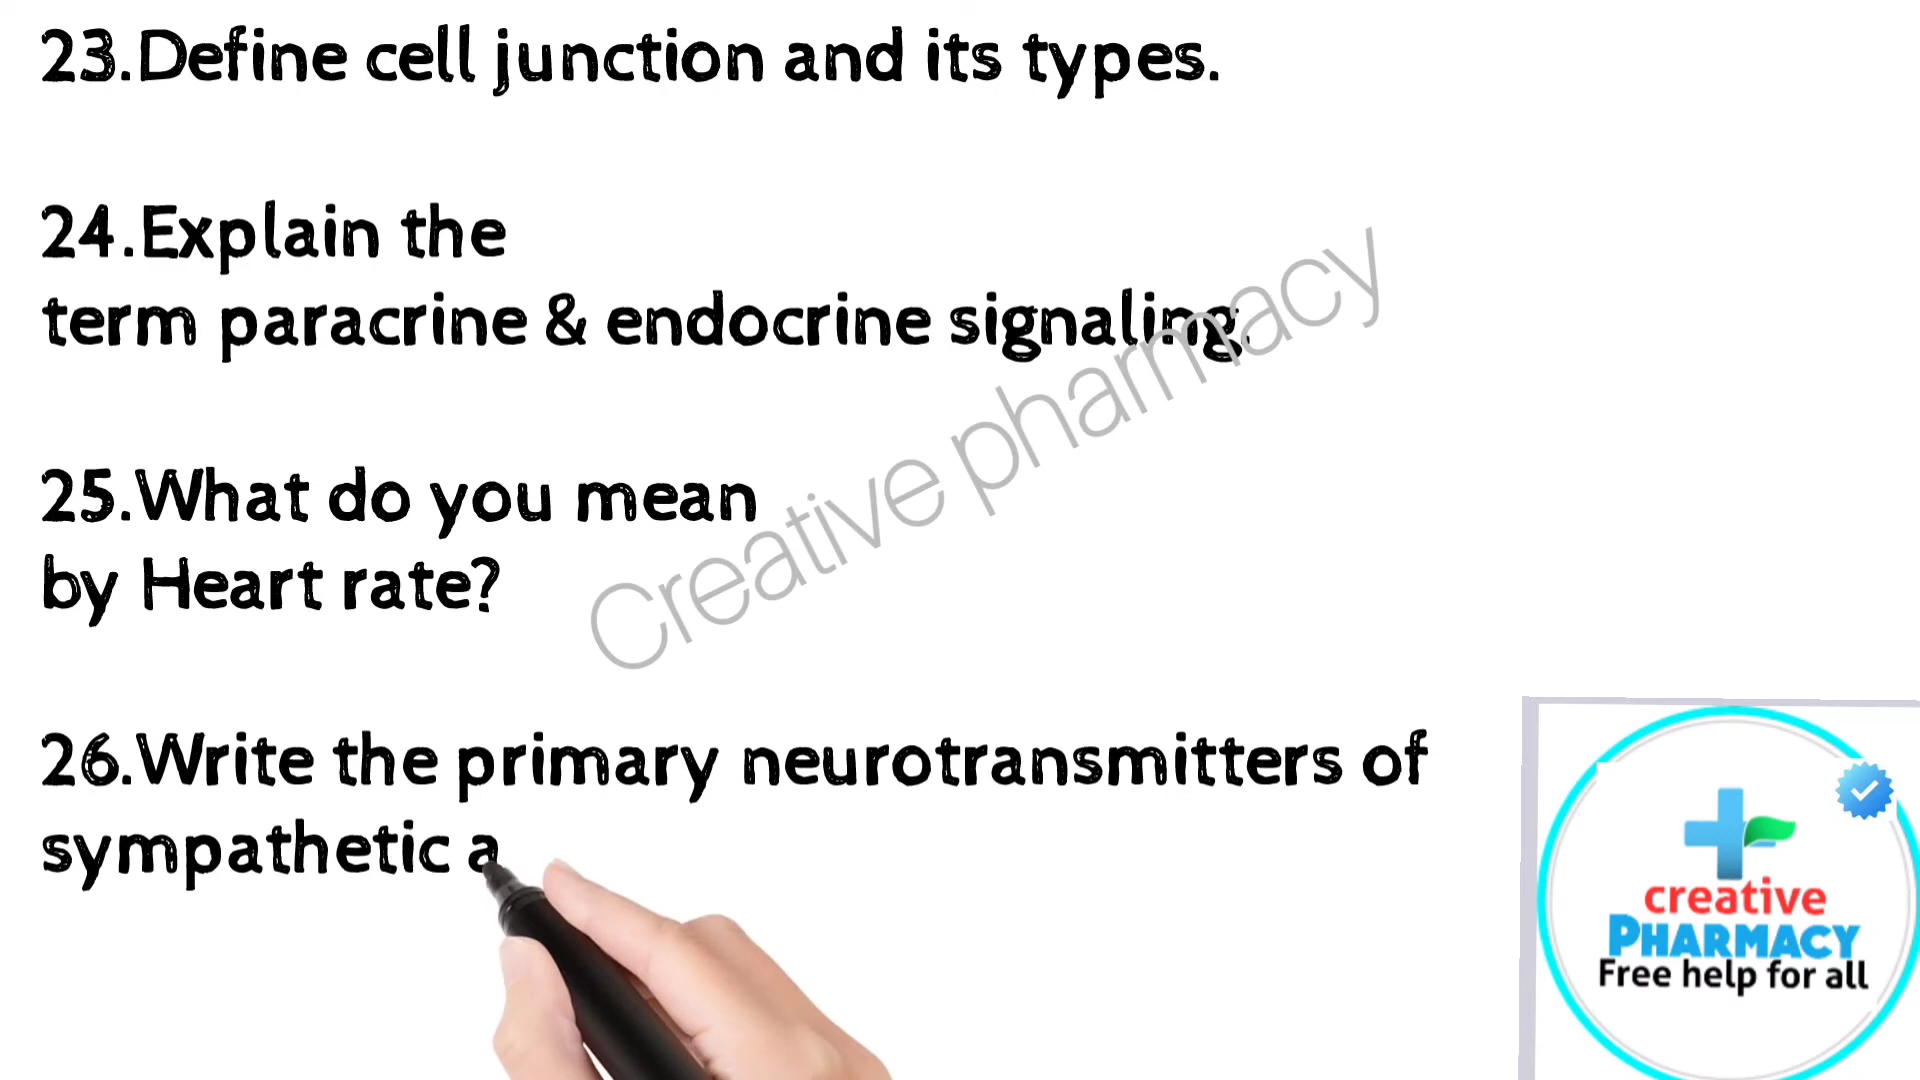 23.Define cell junction and its types.
24.Explain the
term paracrine & endocrine signaling.
25.What do you mean
by Heart rate?
26.Write the primary neurotransmitters of
sympathetic a
Creative pharmacy
creative
PHARMACY
Free help for all